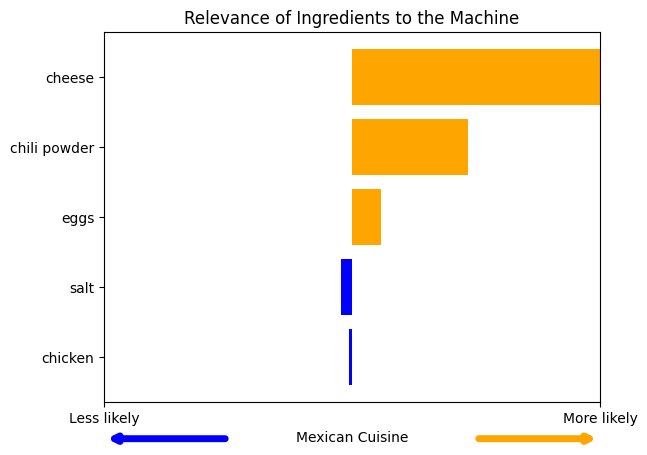 Relevance of Ingredients to the Machine
cheese
chili powder
eggs
salt
chicken
Less likely
More likely
Mexican Cuisine